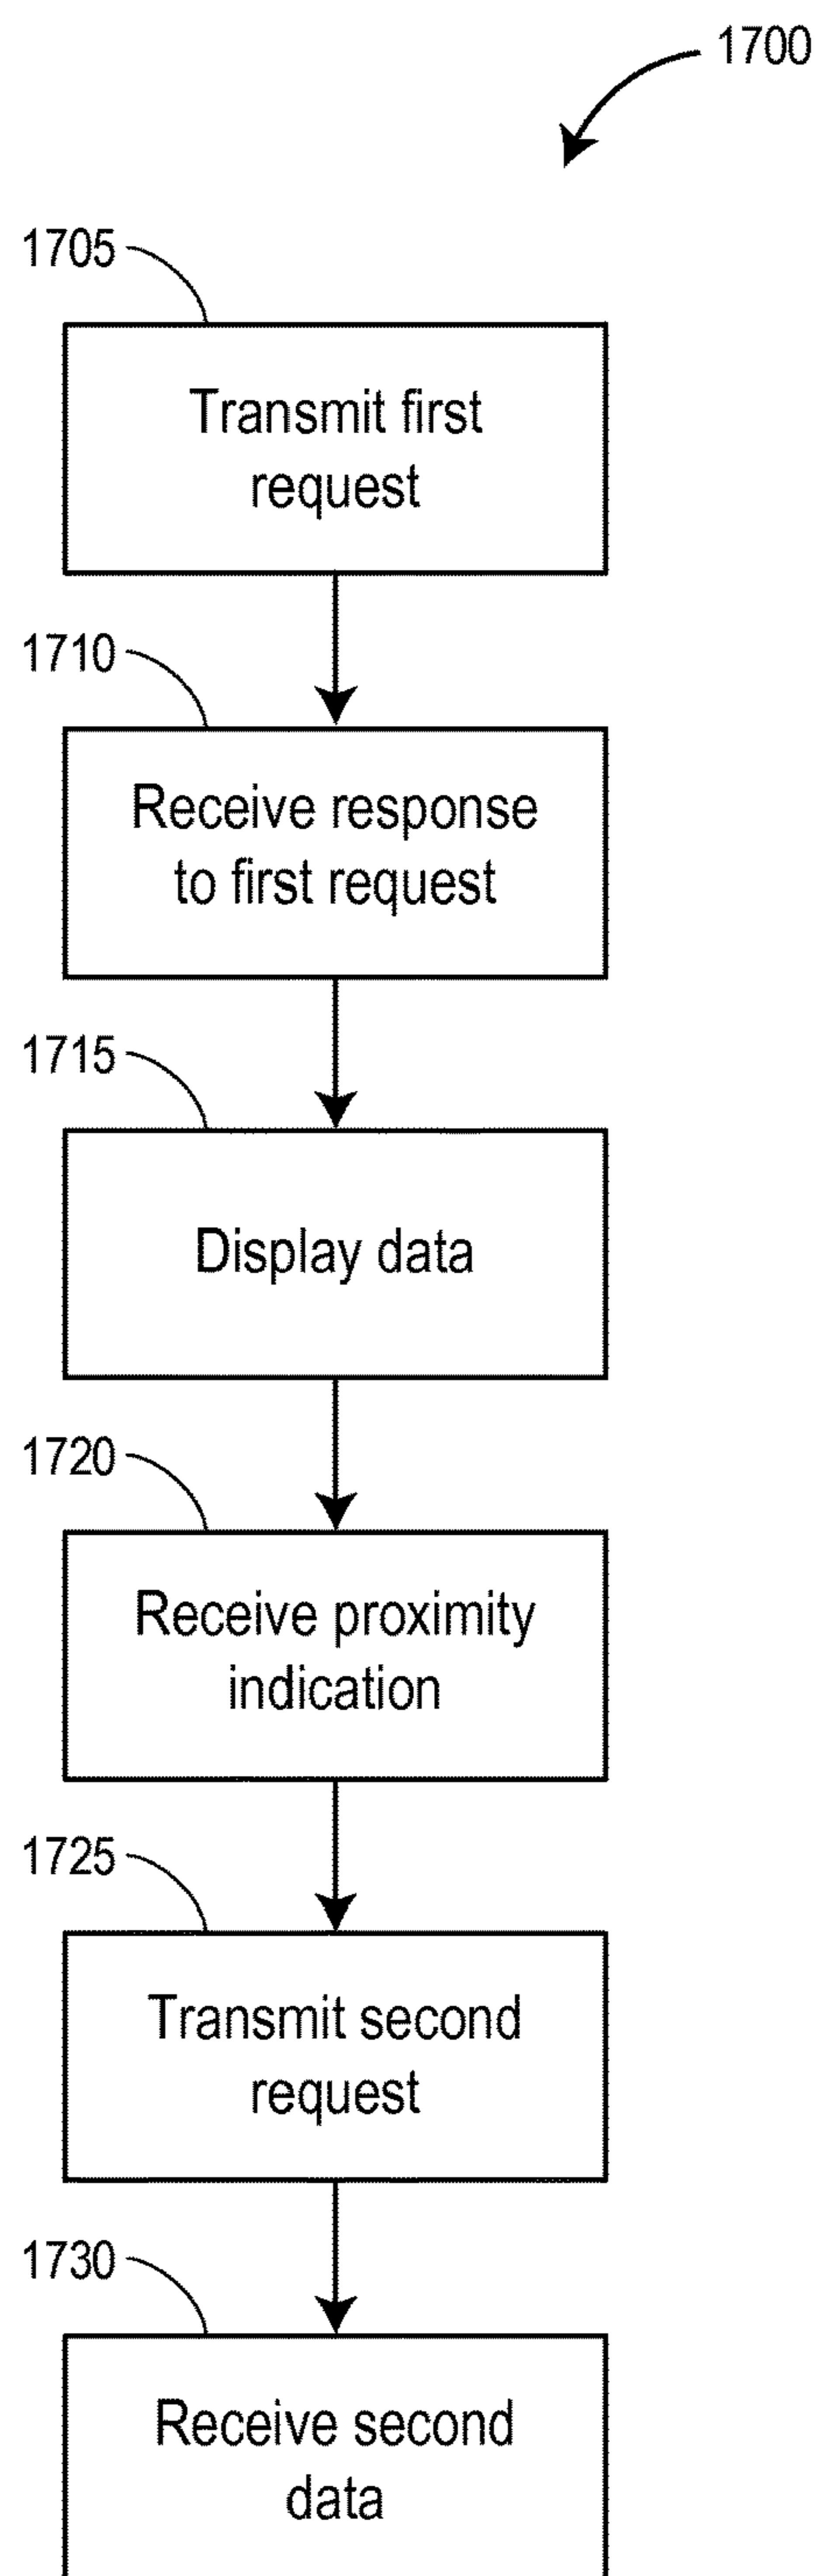 1700
1705
Transmit first
request
1710
Receive response
to first request
1715
Display data
1720
Receive proximity
indication
1725
Transmit second
request
1730
Receive second
data